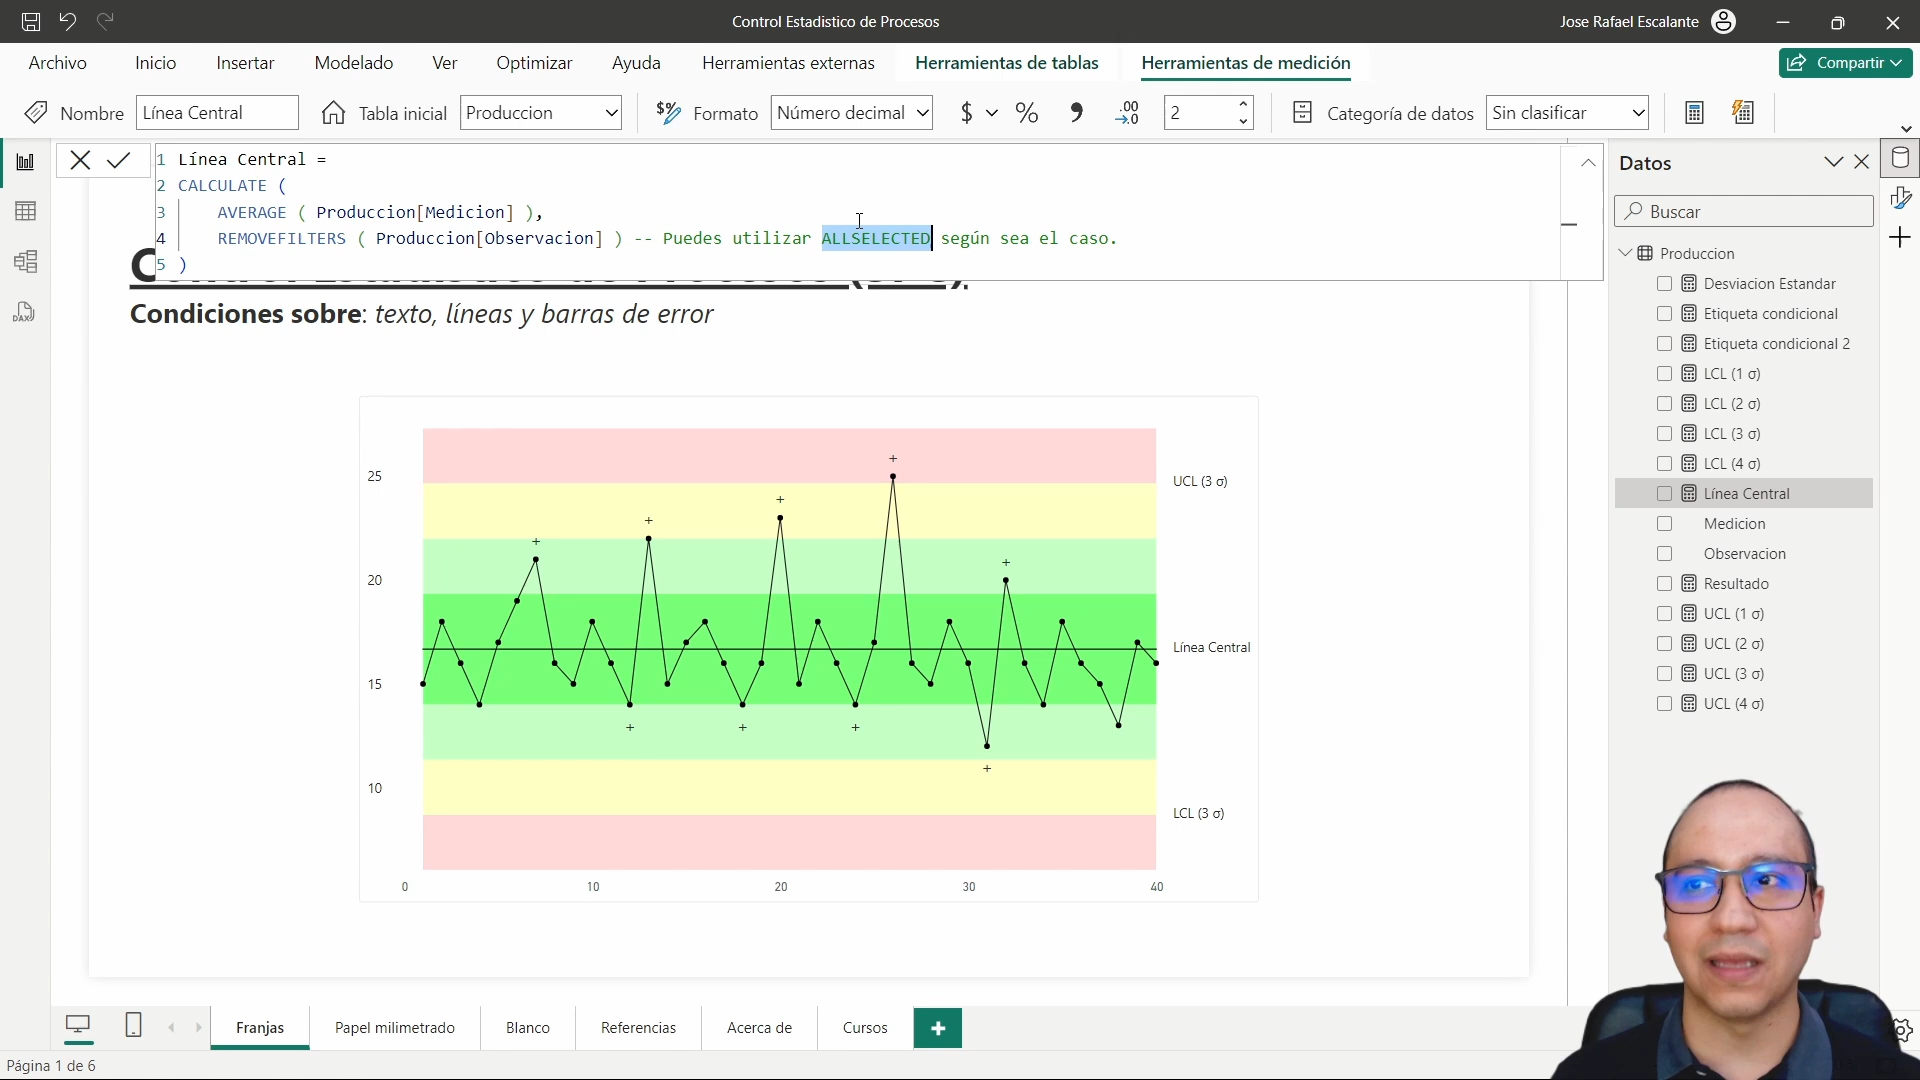 Control Estadistico de Procesos
Jose Rafael Escalante
Archivo
Inicio
Insertar
Modelado
Ver
Optimizar
Ayuda
Herramientas externas
Herramientas de tablas
Herramientas de medición
Compartir
Nombre
Línea Central
Tabla inicial
Produccion
Formato
Número decimal
$
%
2
Categoría de datos
Sin clasificar
1 Línea Central =
2 CALCULATE (
3 AVERAGE ( Produccion[Medicion] ),
4 REMOVEFILTERS ( Produccion[Observacion] ) -- Puedes utilizar ALLSELECTED según sea el caso.
5 )
Condiciones sobre: texto, líneas y barras de error
25
20
15
10
0
10
20
30
40
UCL (3 σ)
Línea Central
LCL (3 σ)
Datos
Buscar
Produccion
Desviacion Estandar
Etiqueta condicional
Etiqueta condicional 2
LCL (1 σ)
LCL (2 σ)
LCL (3 σ)
LCL (4 σ)
Línea Central
Medicion
Observacion
Resultado
UCL (1 σ)
UCL (2 σ)
UCL (3 σ)
UCL (4 σ)
Franjas
Papel milimetrado
Blanco
Referencias
Acerca de
Cursos
Página 1 de 6